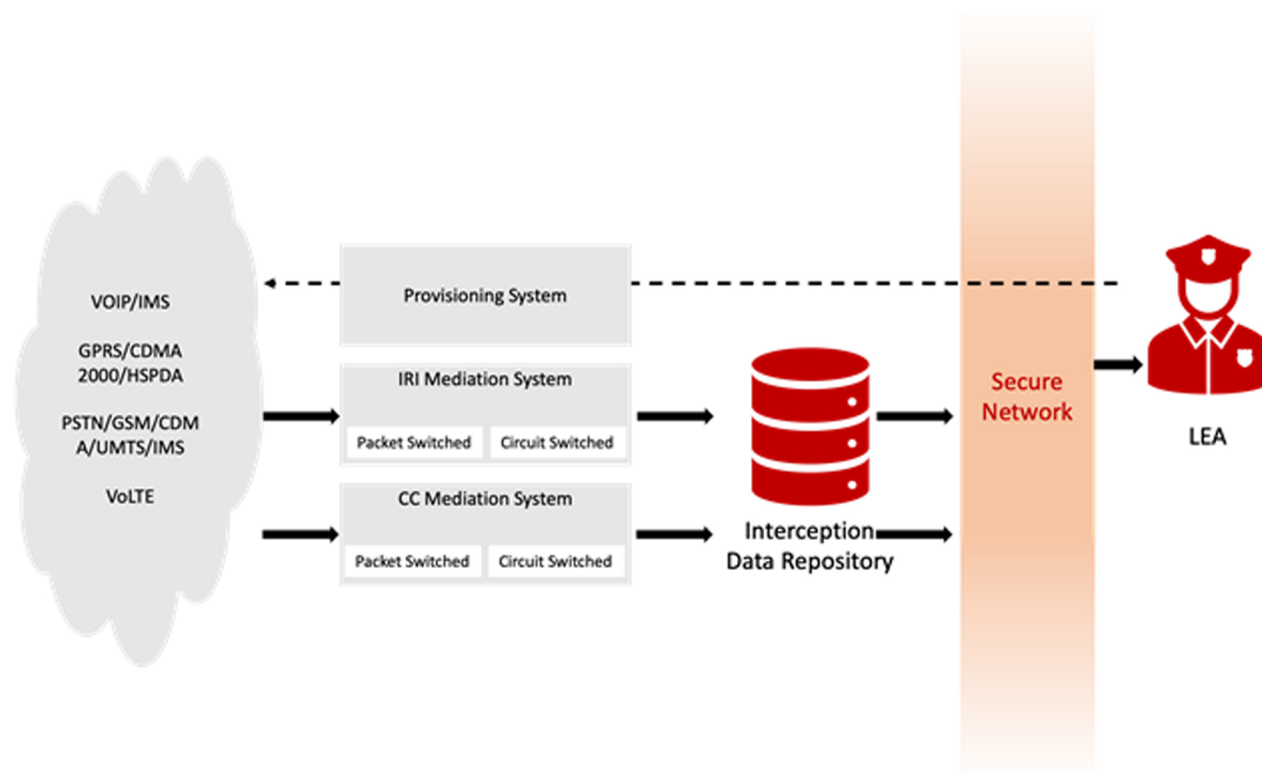 VOIP/IMS
GPRS/CDMA
2000/HSPDA
PSTN/GSM/CDM
A/UMTS/IMS
VoLTE
Provisioning System
IRI Mediation System
Packet Switched
Circuit Switched
CC Mediation System
Packet Switched
Circuit Switched
Interception
Data Repository
Secure
Network
LEA